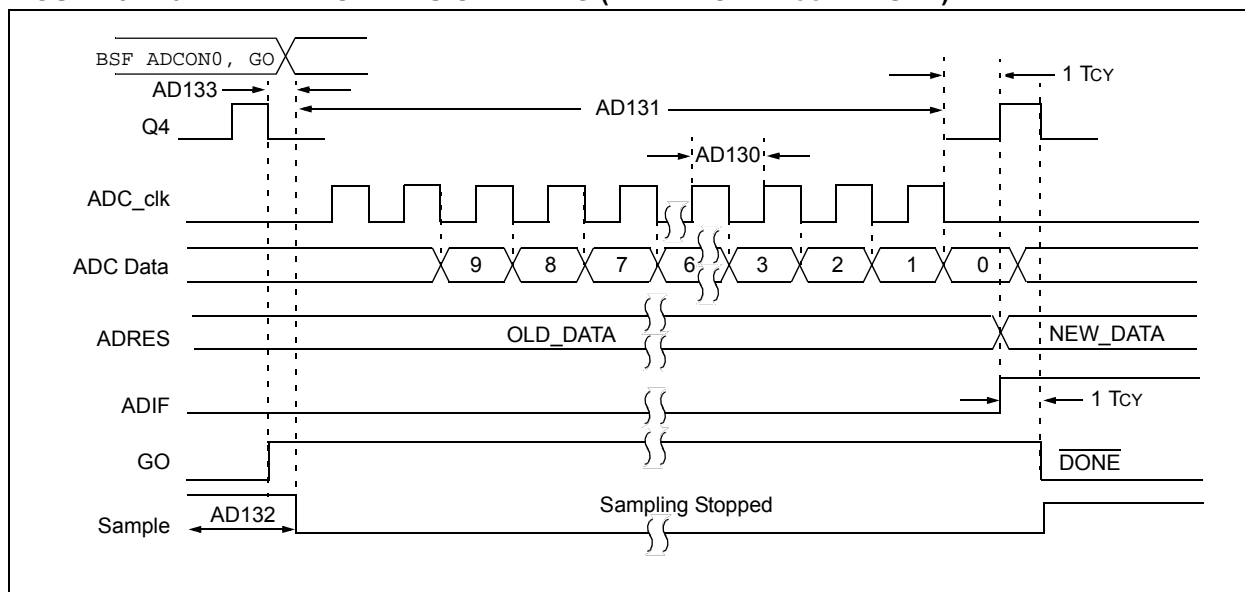 BSF ADCON0, GO
1 TCY
AD133
AD131
Q4
AD130
ADC_clk
ADC Data
9 8 7 6 3 2 1 0
ADRES
OLD_DATA
NEW_DATA
ADIF
1 TCY
GO
DONE
Sample
AD132
Sampling Stopped